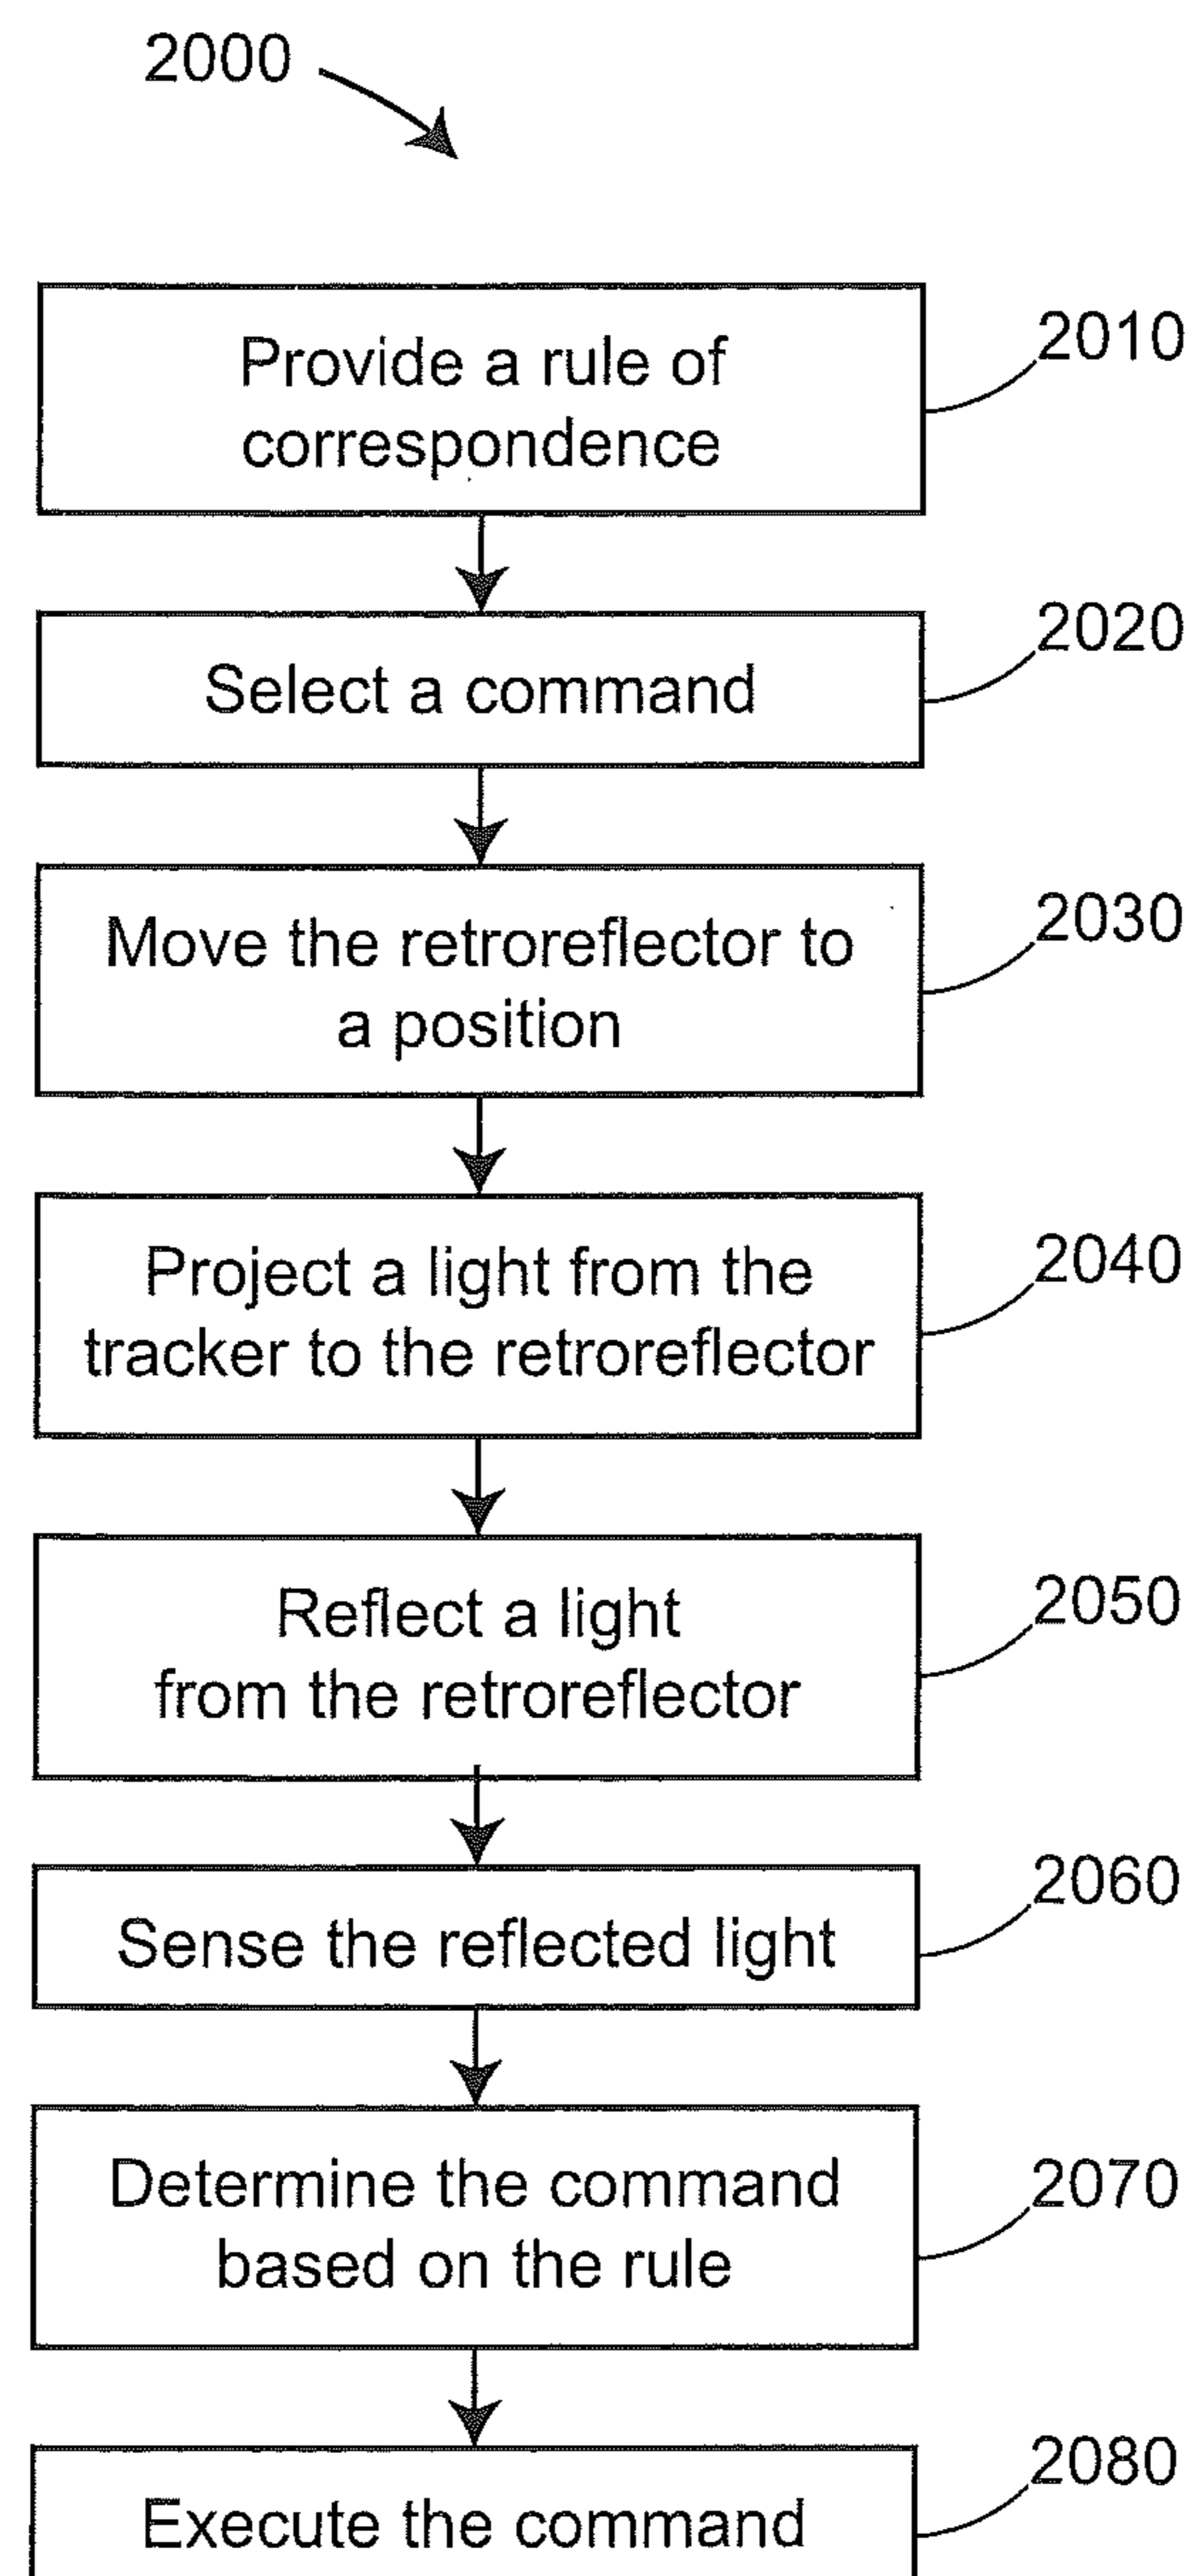 2000
Provide a rule of
correspondence
2010
Select a command
2020
Move the retroreflector to
a position
2030
Project a light from the
tracker to the retroreflector
2040
Reflect a light
from the retroreflector
2050
Sense the reflected light
2060
Determine the command
based on the rule
2070
Execute the command
2080